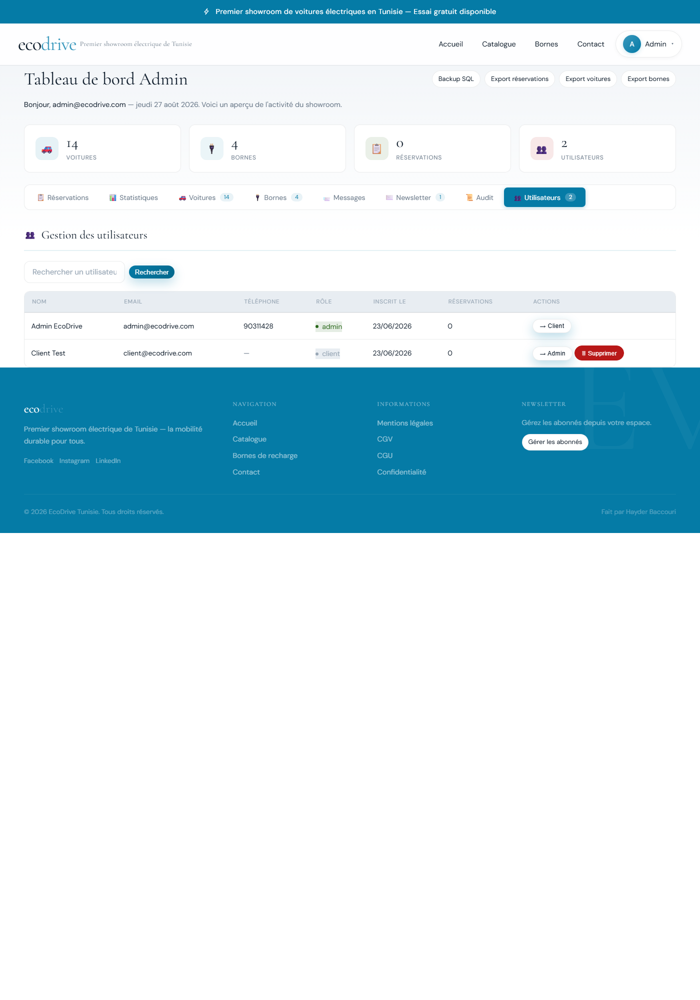 Premier showroom de voitures électriques en Tunisie — Essai gratuit disponible
ecodrive Premier showroom électrique de Tunisie
Accueil Catalogue Bornes Contact A Admin
Tableau de bord Admin
Backup SQL Export réservations Export voitures Export bornes
Bonjour, admin@ecodrive.com — jeudi 27 août 2026. Voici un aperçu de l'activité du showroom.
14
VOITURES
4
BORNES
0
RÉSERVATIONS
2
UTILISATEURS
Réservations Statistiques Voitures 14 Bornes 4 Messages Newsletter 1 Audit Utilisateurs 2
Gestion des utilisateurs
Rechercher un utilisateu Rechercher
NOM EMAIL TÉLÉPHONE RÔLE INSCRIT LE RÉSERVATIONS ACTIONS
Admin EcoDrive admin@ecodrive.com 90311428 admin 23/06/2026 0 → Client
Client Test client@ecodrive.com — client 23/06/2026 0 → Admin Supprimer
EV
ecodrive
Premier showroom électrique de Tunisie — la mobilité
durable pour tous.
Facebook Instagram LinkedIn
NAVIGATION
Accueil
Catalogue
Bornes de recharge
Contact
INFORMATIONS
Mentions légales
CGV
CGU
Confidentialité
NEWSLETTER
Gérez les abonnés depuis votre espace.
Gérer les abonnés
© 2026 EcoDrive Tunisie. Tous droits réservés.
Fait par Hayder Baccouri